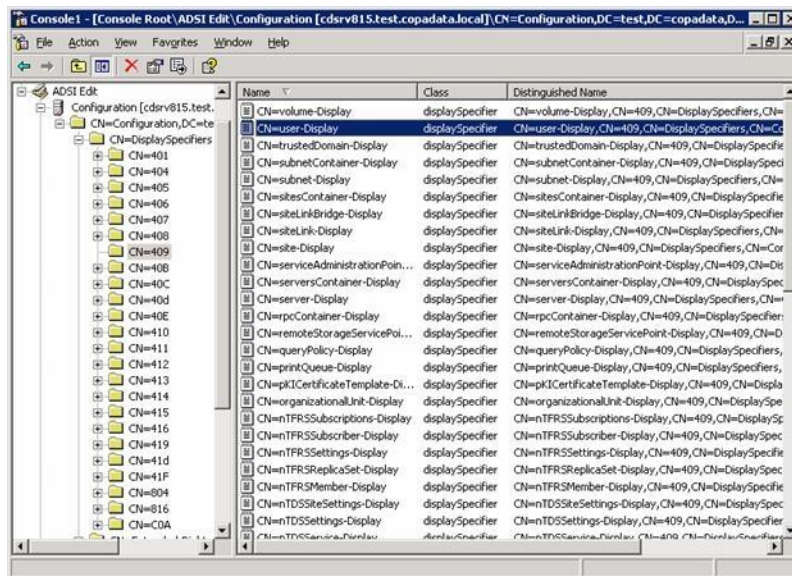 Console1 - [Console Root\ADSI Edit\Configuration [cdsrv815.test.copadata.local]\CN=Configuration,DC=test,DC=copadata,D...
File Action View Favorites Window Help
ADSI Edit
Configuration [cdsrv815.test.
CN=Configuration,DC=te
CN=DisplaySpecifiers
CN=401
CN=404
CN=405
CN=406
CN=407
CN=408
CN=409
CN=40B
CN=40C
CN=40d
CN=40E
CN=410
CN=411
CN=412
CN=413
CN=414
CN=415
CN=416
CN=419
CN=41d
CN=41F
CN=804
CN=816
CN=C0A
Name Class Distinguished Name
CN=volume-Display displaySpecifier CN=volume-Display,CN=409,CN=DisplaySpecifiers,CN=
CN=user-Display displaySpecifier CN=user-Display,CN=409,CN=DisplaySpecifiers,CN=Co
CN=trustedDomain-Display displaySpecifier CN=trustedDomain-Display,CN=409,CN=DisplaySpecifie
CN=subnetContainer-Display displaySpecifier CN=subnetContainer-Display,CN=409,CN=DisplaySpeci
CN=subnet-Display displaySpecifier CN=subnet-Display,CN=409,CN=DisplaySpecifiers,CN=
CN=sitesContainer-Display displaySpecifier CN=sitesContainer-Display,CN=409,CN=DisplaySpecifie
CN=siteLinkBridge-Display displaySpecifier CN=siteLinkBridge-Display,CN=409,CN=DisplaySpecifie
CN=siteLink-Display displaySpecifier CN=siteLink-Display,CN=409,CN=DisplaySpecifiers,CN=
CN=site-Display displaySpecifier CN=site-Display,CN=409,CN=DisplaySpecifiers,CN=Con
CN=serviceAdministrationPoin... displaySpecifier CN=serviceAdministrationPoint-Display,CN=409,CN=Dis
CN=serversContainer-Display displaySpecifier CN=serversContainer-Display,CN=409,CN=DisplaySpec
CN=server-Display displaySpecifier CN=server-Display,CN=409,CN=DisplaySpecifiers,CN=
CN=rpcContainer-Display displaySpecifier CN=rpcContainer-Display,CN=409,CN=DisplaySpecifiers
CN=remoteStorageServicePoi... displaySpecifier CN=remoteStorageServicePoint-Display,CN=409,CN=D
CN=queryPolicy-Display displaySpecifier CN=queryPolicy-Display,CN=409,CN=DisplaySpecifiers,
CN=printQueue-Display displaySpecifier CN=printQueue-Display,CN=409,CN=DisplaySpecifiers,
CN=pKICertificateTemplate-Di... displaySpecifier CN=pKICertificateTemplate-Display,CN=409,CN=Displa
CN=organizationalUnit-Display displaySpecifier CN=organizationalUnit-Display,CN=409,CN=DisplaySpe
CN=nTFRSSubscriptions-Display displaySpecifier CN=nTFRSSubscriptions-Display,CN=409,CN=DisplaySp
CN=nTFRSSubscriber-Display displaySpecifier CN=nTFRSSubscriber-Display,CN=409,CN=DisplaySpec
CN=nTFRSSettings-Display displaySpecifier CN=nTFRSSettings-Display,CN=409,CN=DisplaySpecifie
CN=nTFRSReplicaSet-Display displaySpecifier CN=nTFRSReplicaSet-Display,CN=409,CN=DisplaySpec
CN=nTFRSMember-Display displaySpecifier CN=nTFRSMember-Display,CN=409,CN=DisplaySpecifie
CN=nTDSSiteSettings-Display displaySpecifier CN=nTDSSiteSettings-Display,CN=409,CN=DisplaySpec
CN=nTDSSettings-Display displaySpecifier CN=nTDSSettings-Display,CN=409,CN=DisplaySpecifier
CN=nTDSService-Display displaySpecifier CN=nTDSService-Display,CN=409,CN=DisplaySpecifiers